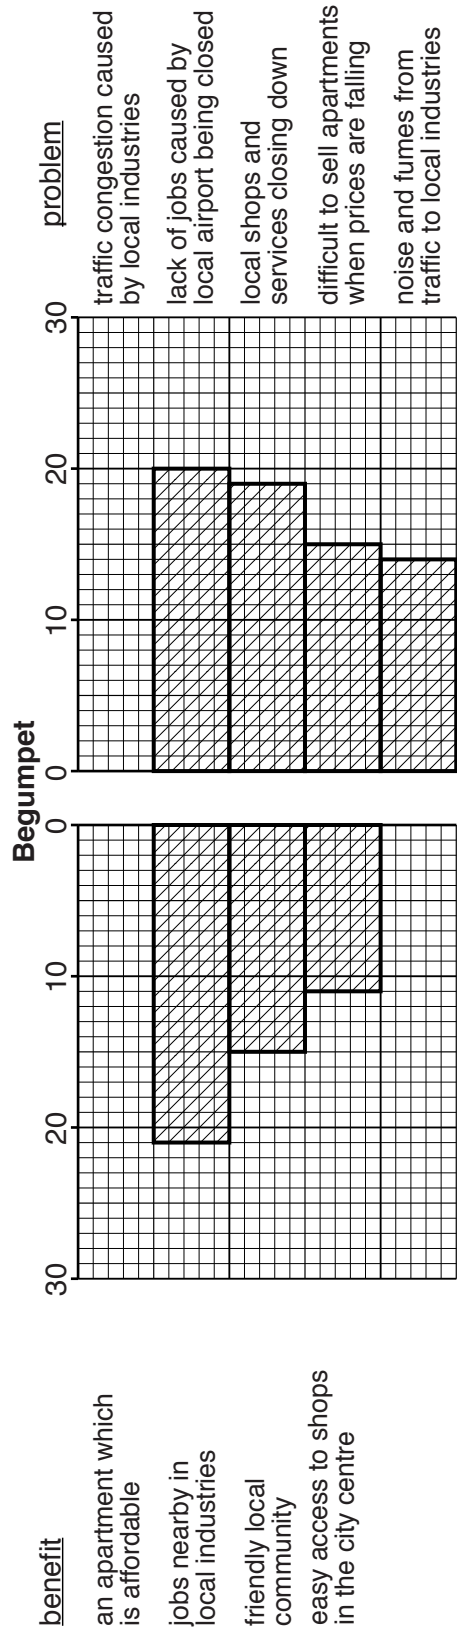 Begumpet
benefit
30
20
10
0
0
10
20
30
problem
an apartment which
is affordable
traffic congestion caused
by local industries
jobs nearby in
local industries
lack of jobs caused by
local airport being closed
friendly local
community
local shops and
services closing down
easy access to shops
in the city centre
difficult to sell apartments
when prices are falling
noise and fumes from
traffic to local industries